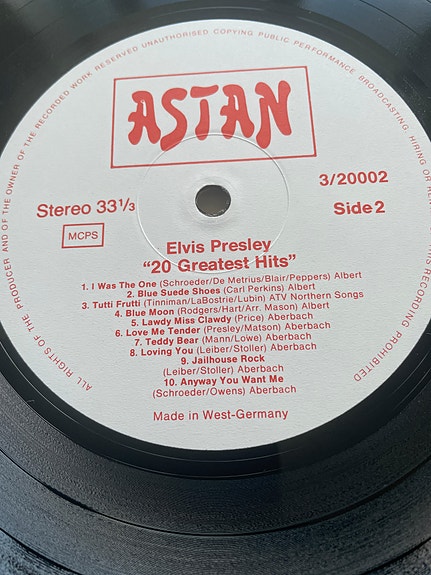 ALL RIGHTS OF THE PRODUCER AND OF THE OWNER OF THE RECORDED WORK RESERVED UNAUTHORISED COPYING PUBLIC PERFORMANCE BROADCASTING, HIRING OR
RECORDING PROHIBITED
ASTAN
3/20002
Stereo 33⅓
Side 2
MCPS
Elvis Presley
“20 Greatest Hits”
1. I Was The One (Schroeder/De Metrius/Blair/Peppers) Albert
2. Blue Suede Shoes (Carl Perkins) Albert
3. Tutti Frutti (Tinniman/LaBostrie/Lubin) ATV Northern Songs
4. Blue Moon (Rodgers/Hart/Arr. Mason) Albert
5. Lawdy Miss Clawdy (Price) Aberbach
6. Love Me Tender (Presley/Matson) Aberbach
7. Teddy Bear (Mann/Lowe) Aberbach
8. Loving You (Leiber/Stoller) Aberbach
9. Jailhouse Rock
(Leiber/Stoller) Aberbach
10. Anyway You Want Me
(Schroeder/Owens) Aberbach
Made in West-Germany